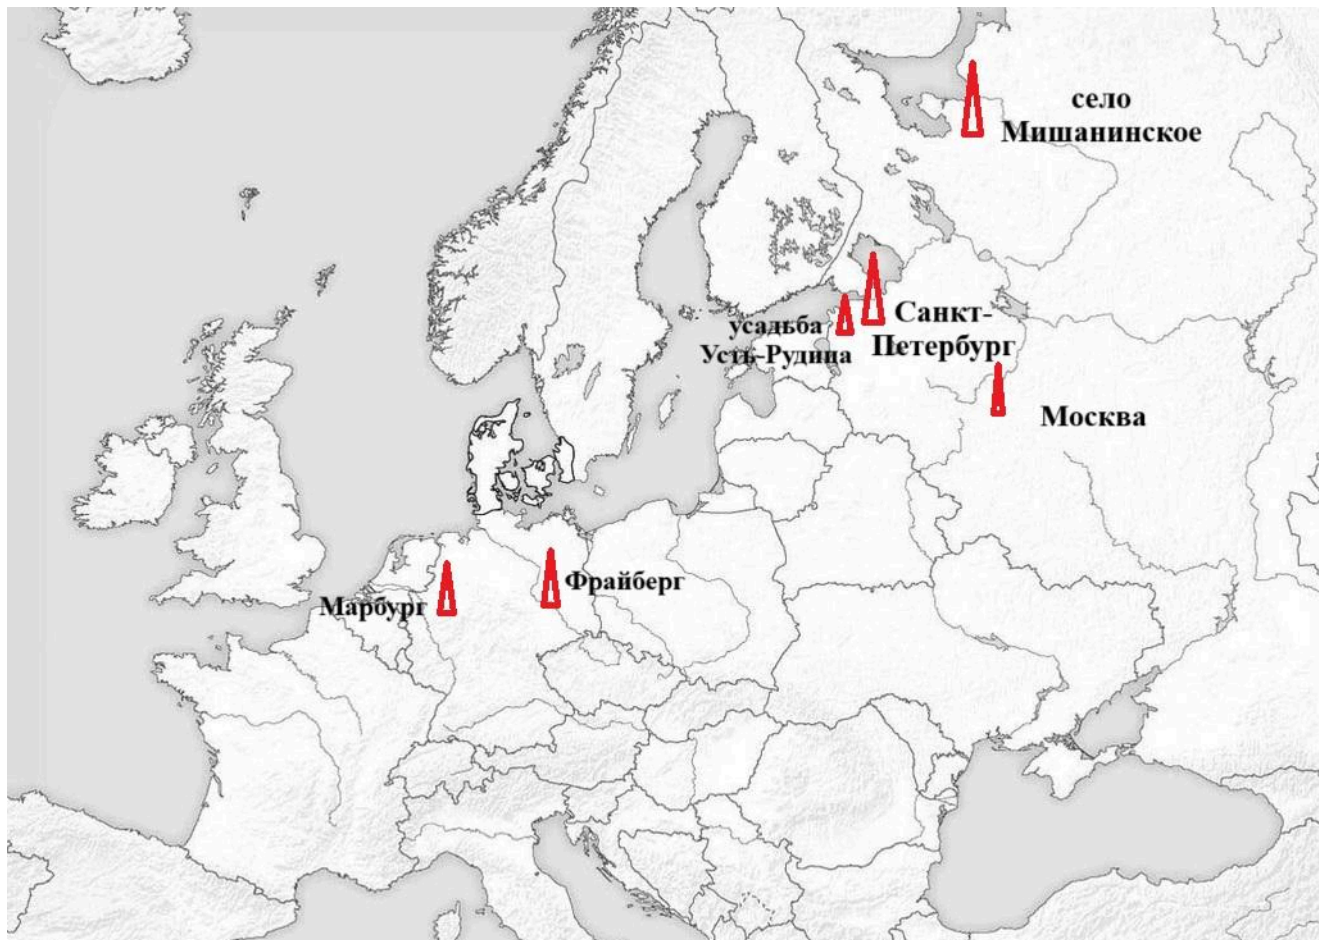 село
Мишанинское
Санкт-
Петербург
усадьба
Усть-Рудица
Москва
Фрайберг
Марбург